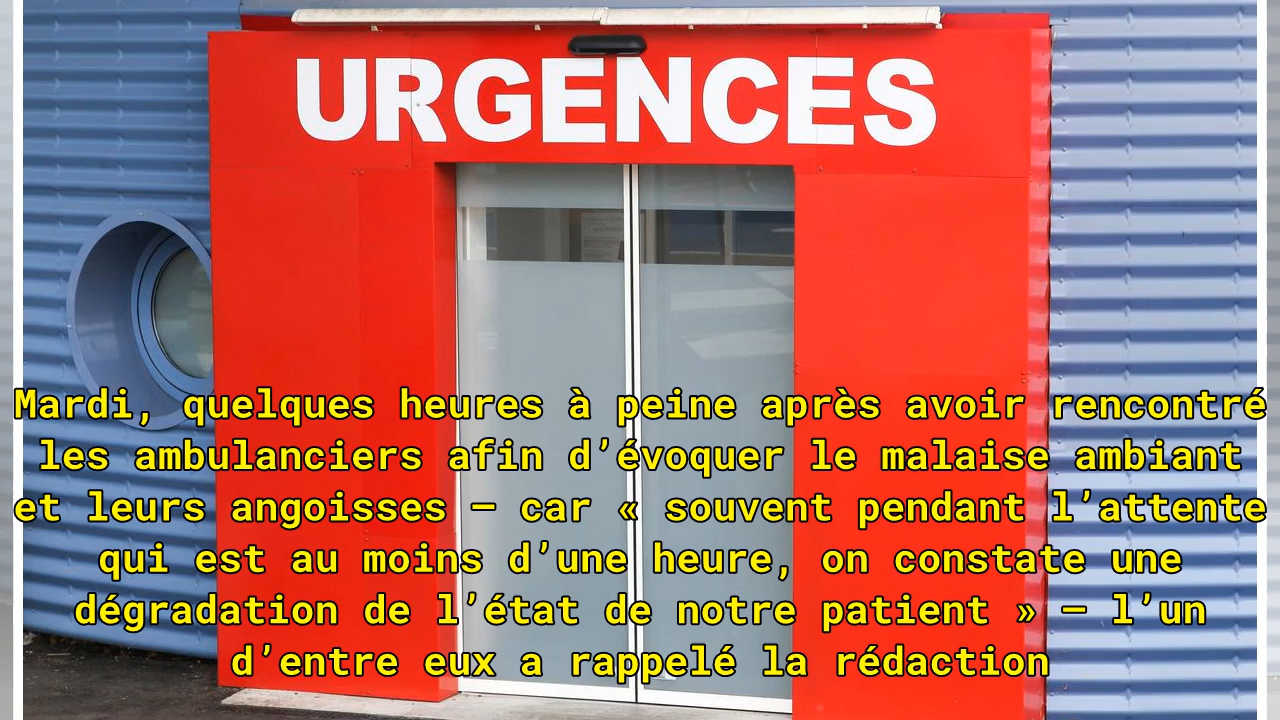 URGENCES
Mardi, quelques heures à peine après avoir rencontré
les ambulanciers afin d’évoquer le malaise ambiant
et leurs angoisses – car « souvent pendant l’attente
qui est au moins d’une heure, on constate une
dégradation de l’état de notre patient » – l’un
d’entre eux a rappelé la rédaction